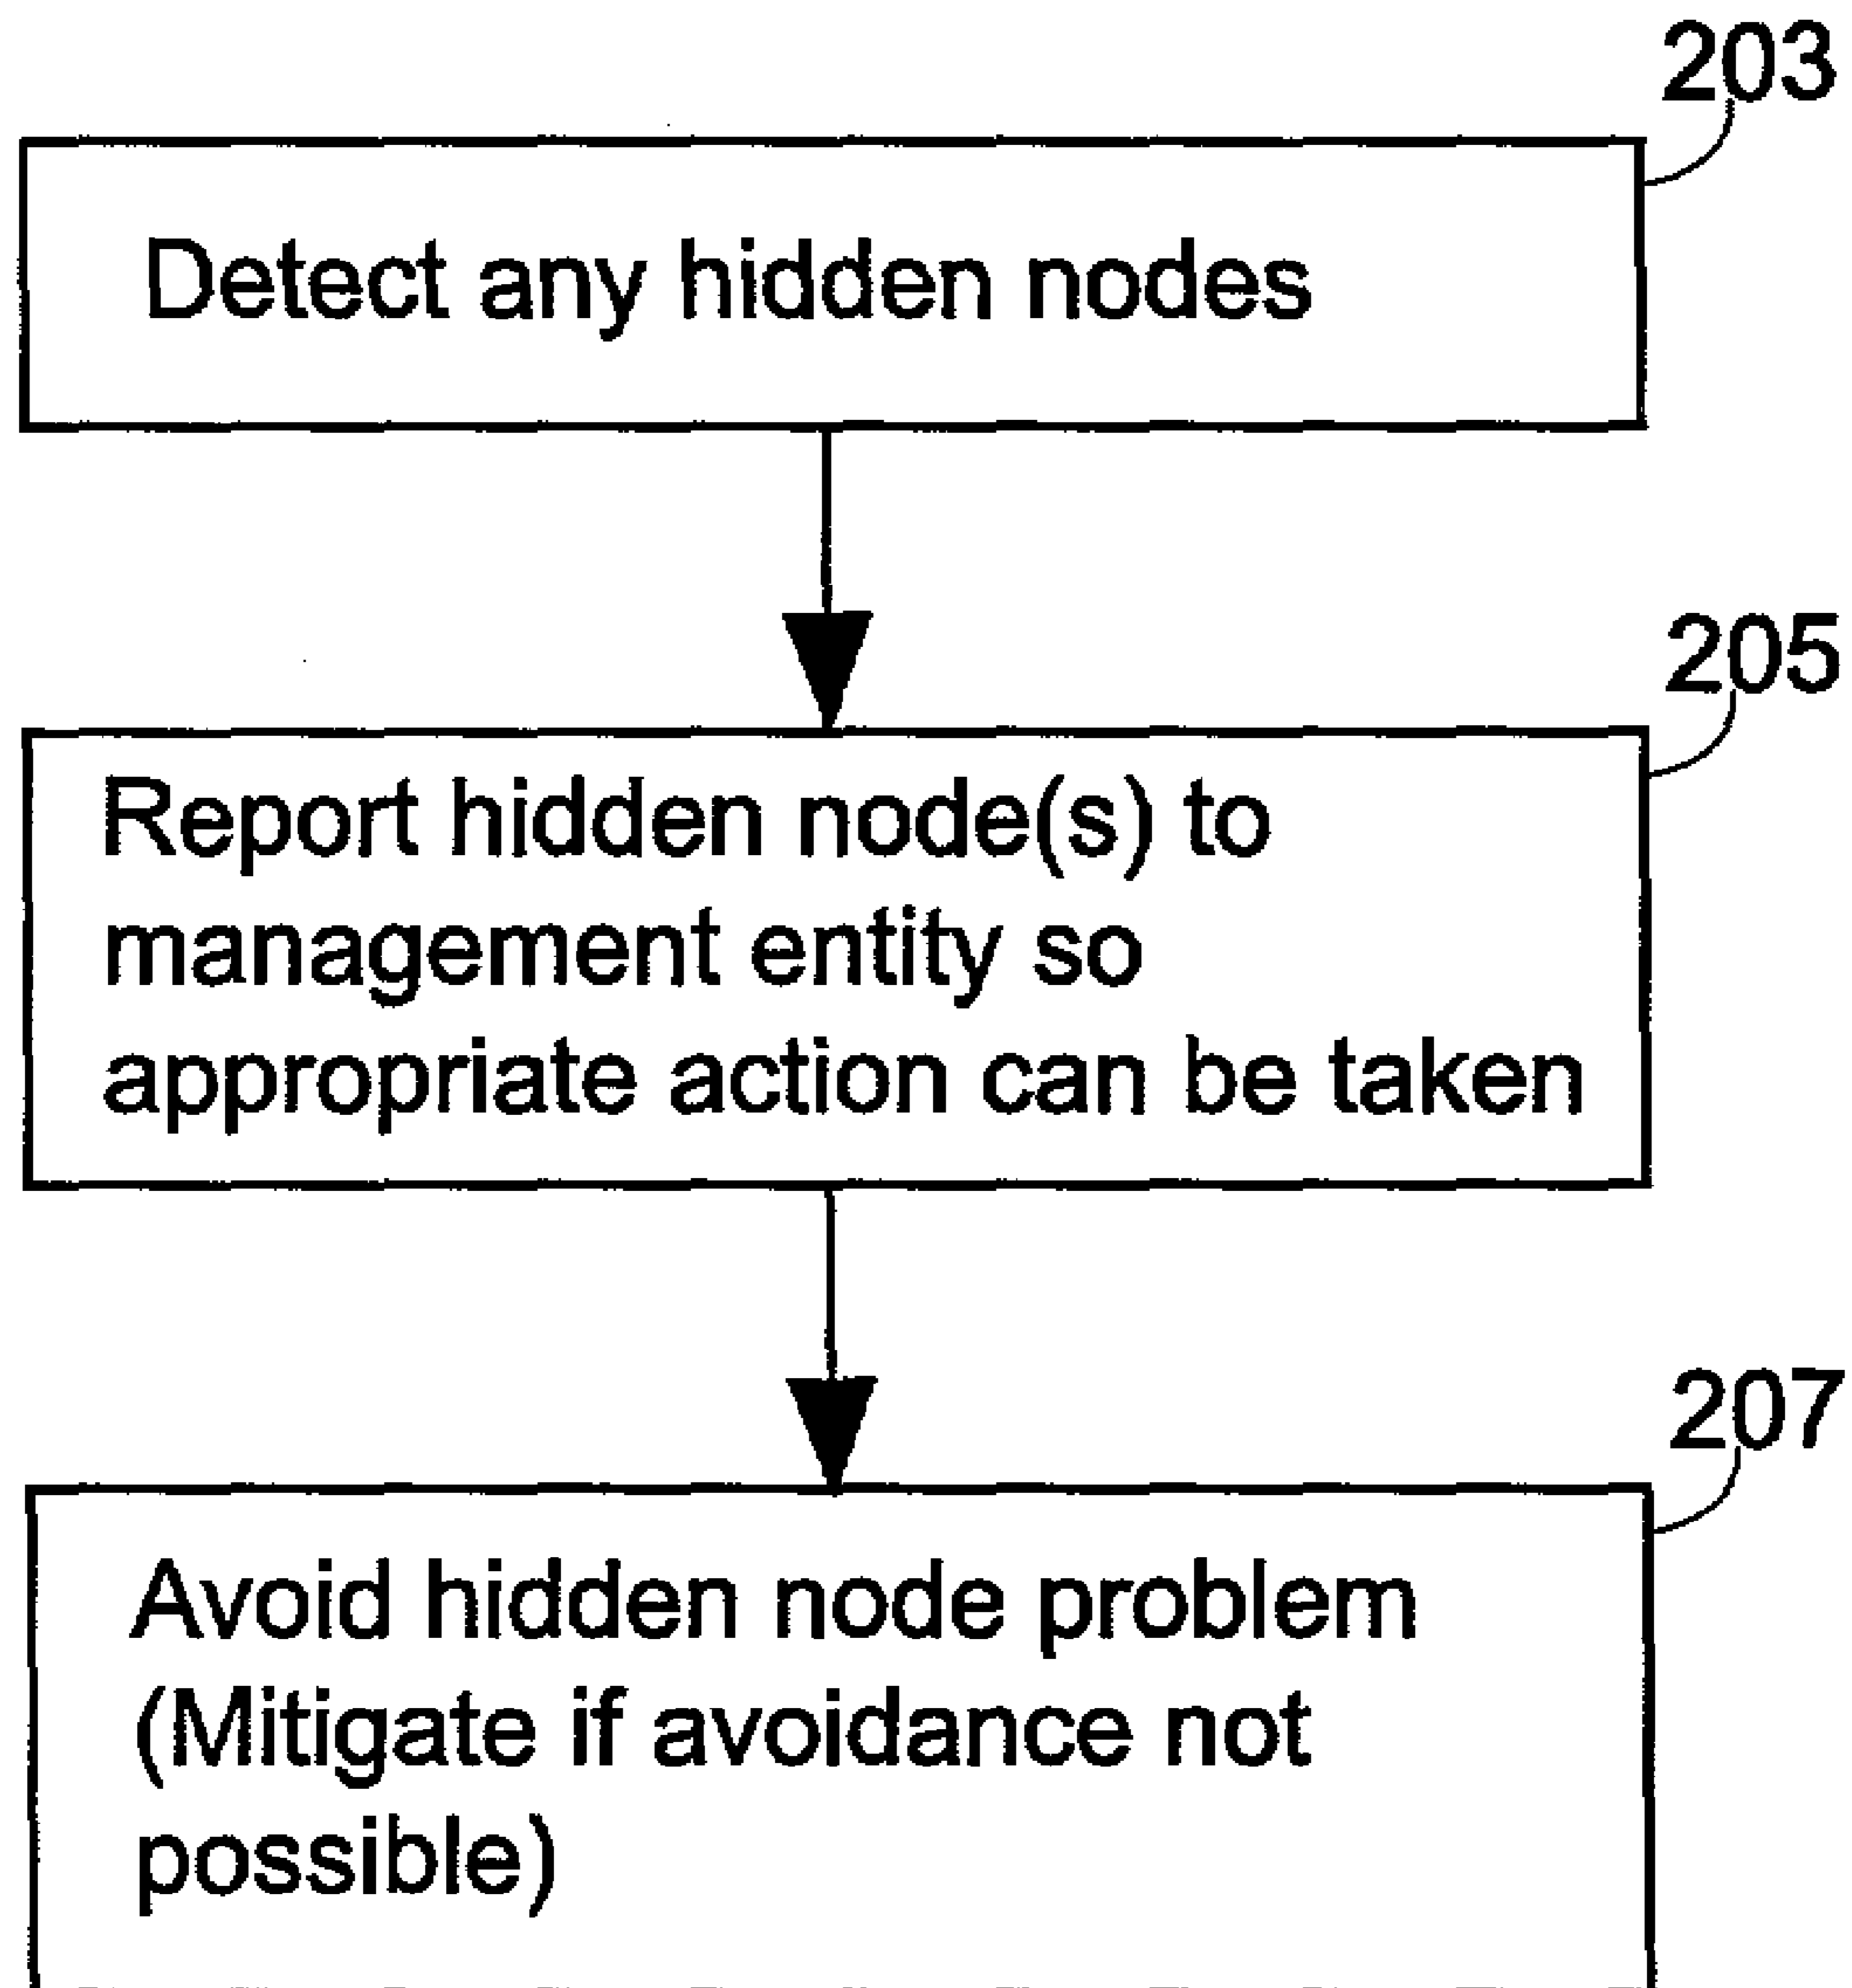 203
Detect any hidden nodes
205
Report hidden node(s) to
management entity so
appropriate action can be taken
207
Avoid hidden node problem
(Mitigate if avoidance not
possible)